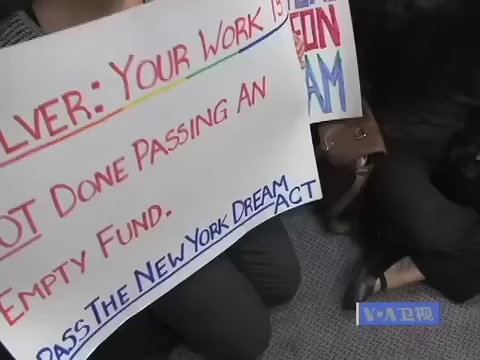 LVER: YOUR WORK IS
OT DONE PASSING AN
EMPTY FUND.
PASS THE NEW YORK DREAM
ACT
AM
VOA卫视